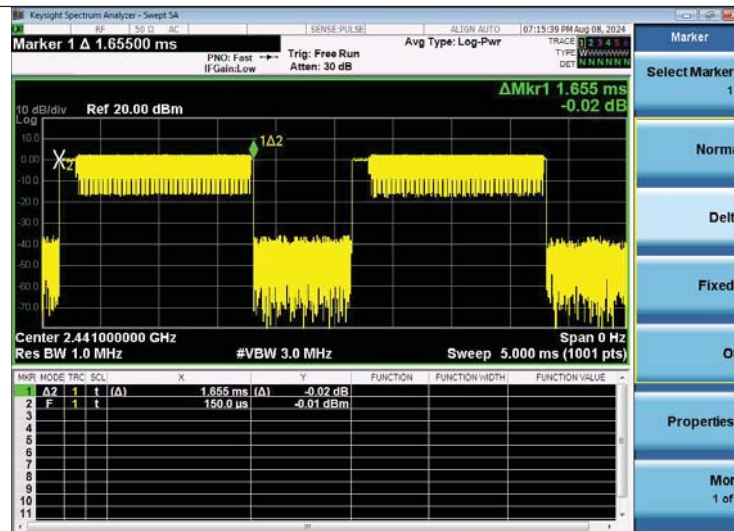 Keysight Spectrum Analyzer - Swept SA
RF 50 Ω AC SENSE:PULSE ALIGN AUTO 07:15:39 PM Aug 08, 2024
Marker 1 Δ 1.65500 ms
PNO: Fast
IFGain:Low
Trig: Free Run
Atten: 30 dB
Avg Type: Log-Pwr
TRACE 1 2 3 4 5 6
TYPE WWWWWW
DET N N N N N N
ΔMkr1 1.655 ms
-0.02 dB
10 dB/div Ref 20.00 dBm
Log
10.0
0.00
-10.0
-20.0
-30.0
-40.0
-50.0
-60.0
-70.0
X2
1Δ2
Center 2.441000000 GHz Span 0 Hz
Res BW 1.0 MHz #VBW 3.0 MHz Sweep 5.000 ms (1001 pts)
MKR MODE TRC SCL X Y FUNCTION FUNCTION WIDTH FUNCTION VALUE
1 Δ2 1 t (Δ) 1.655 ms (Δ) -0.02 dB
2 F 1 t 150.0 µs -0.01 dBm
3
4
5
6
7
8
9
10
11
Marker
Select Marker
1
Norma
Delt
Fixed
O
Properties
Mor
1 of